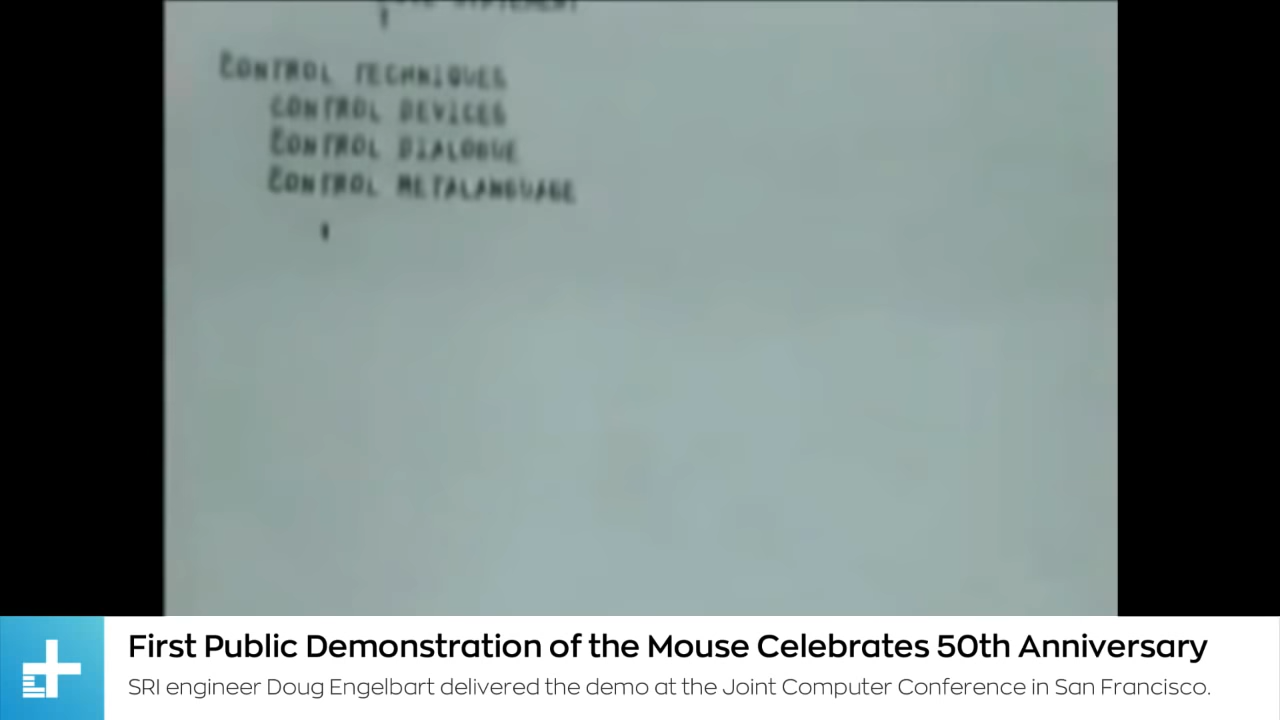 STATEMENT
CONTROL TECHNIQUES
CONTROL DEVICES
CONTROL DIALOGUE
CONTROL METALANGUAGE
First Public Demonstration of the Mouse Celebrates 50th Anniversary
SRI engineer Doug Engelbart delivered the demo at the Joint Computer Conference in San Francisco.